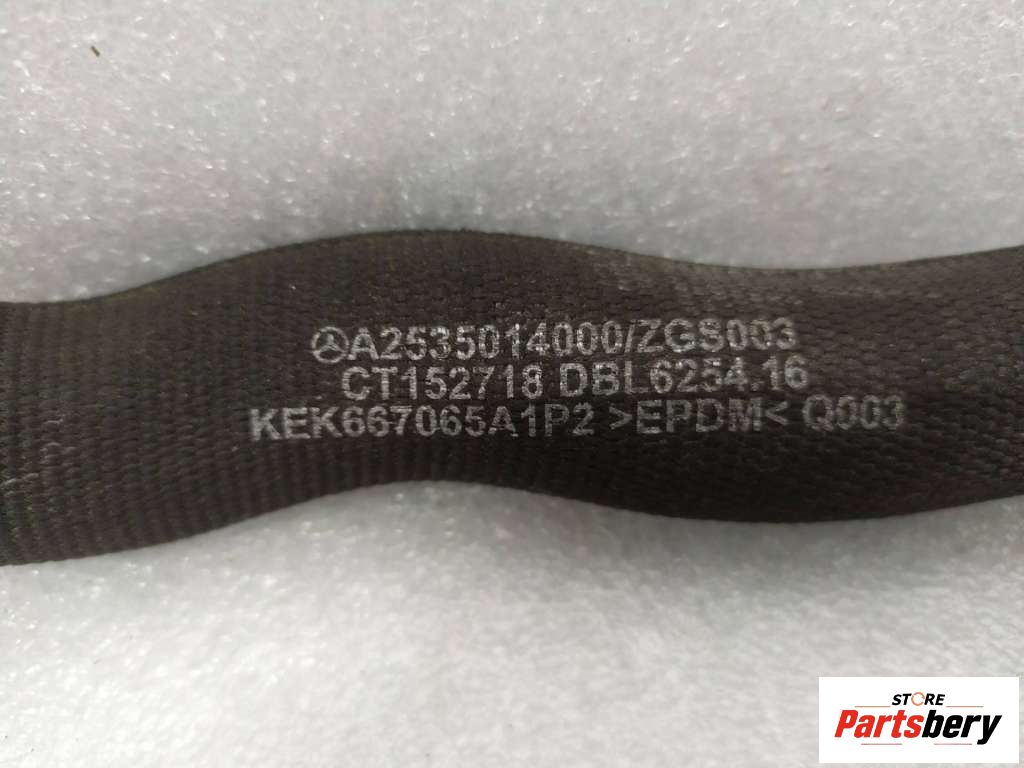 A2535014000/ZGS003
CT152718 DBL6254.16
KEK667065A1P2 >EPDM< Q003
STORE
Partsbery